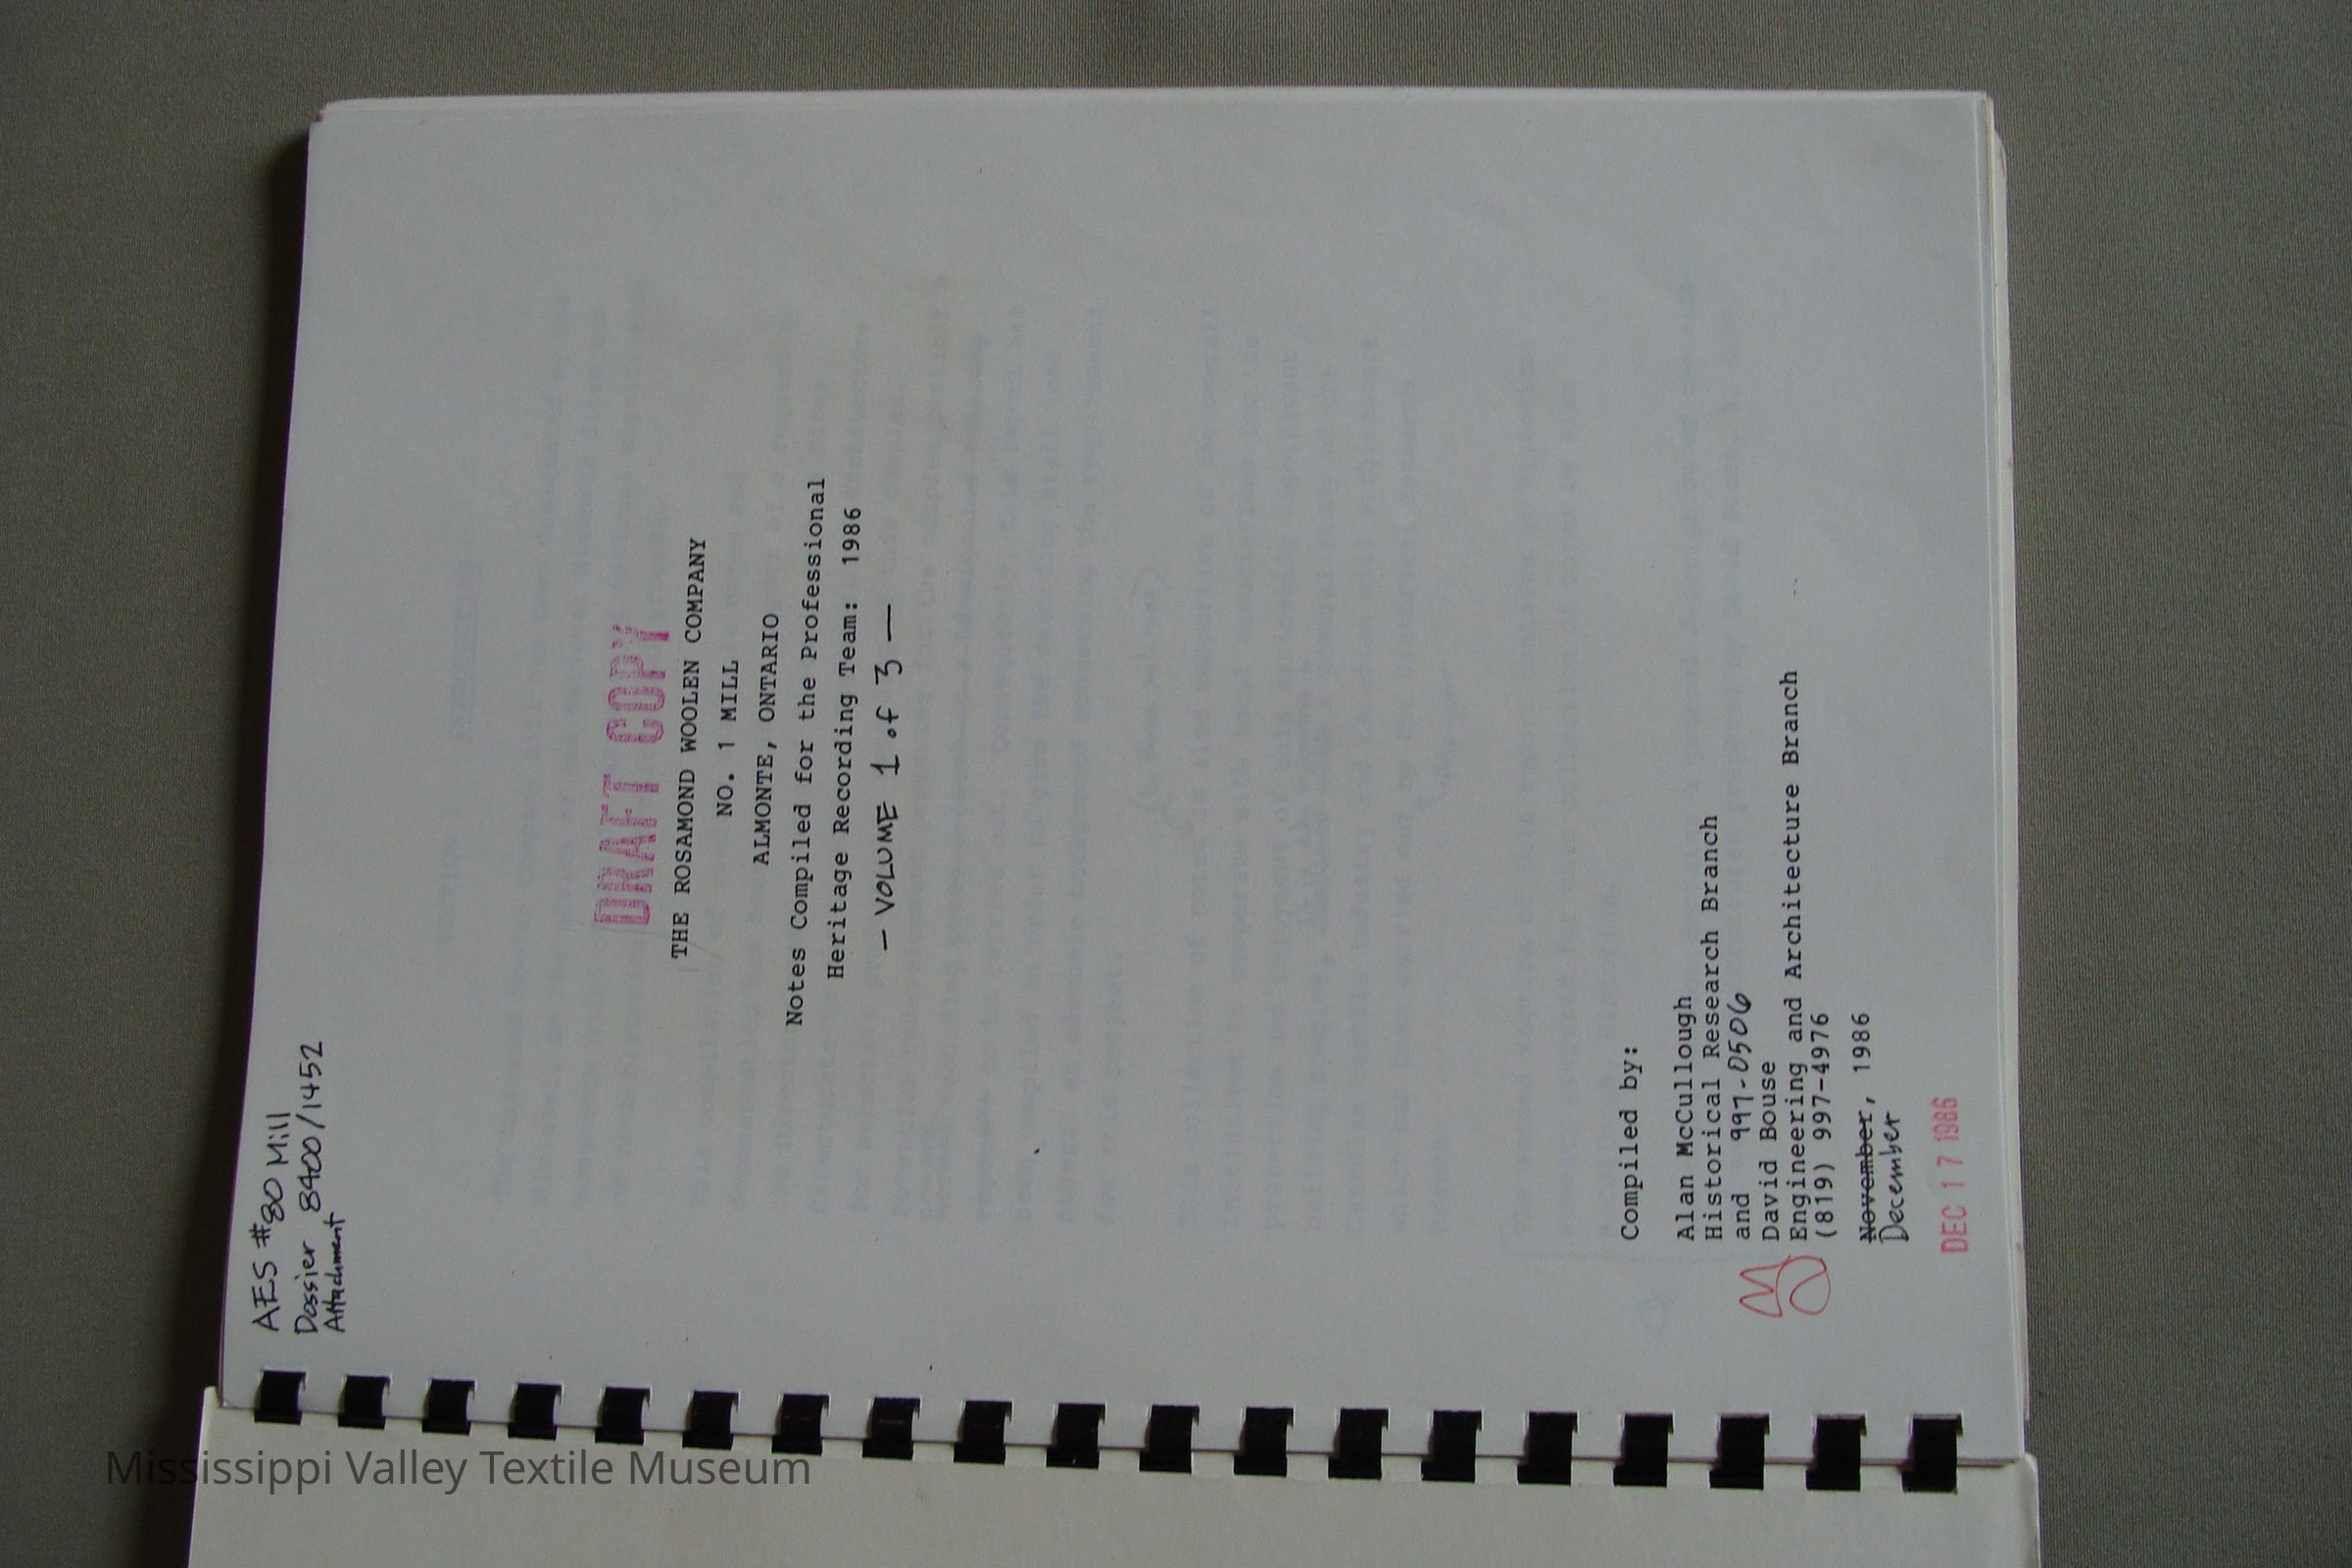 AES #80 Mill
Dossier 8400/1452
Attachment
DRAFT COPY
THE ROSAMOND WOOLEN COMPANY
NO. 1 MILL
ALMONTE, ONTARIO
Notes Compiled for the Professional
Heritage Recording Team: 1986
— VOLUME 1 of 3 —
Compiled by:
Alan McCullough
Historical Research Branch
and 997-0506
David Bouse
Engineering and Architecture Branch
(819) 997-4976
November, 1986
December
DEC 17 1986
Mississippi Valley Textile Museum